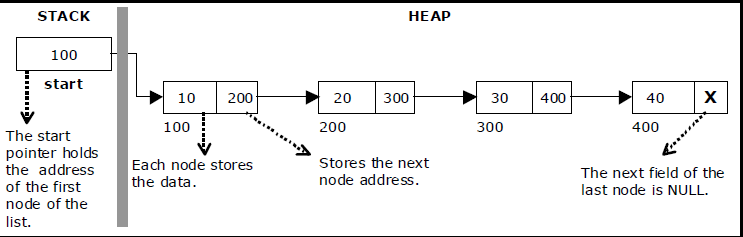 STACK
HEAP
100
start
10 200
100
20 300
200
30 400
300
40 X
400
The start
pointer holds
the address
of the first
node of the
list.
Each node stores
the data.
Stores the next
node address.
The next field of the
last node is NULL.